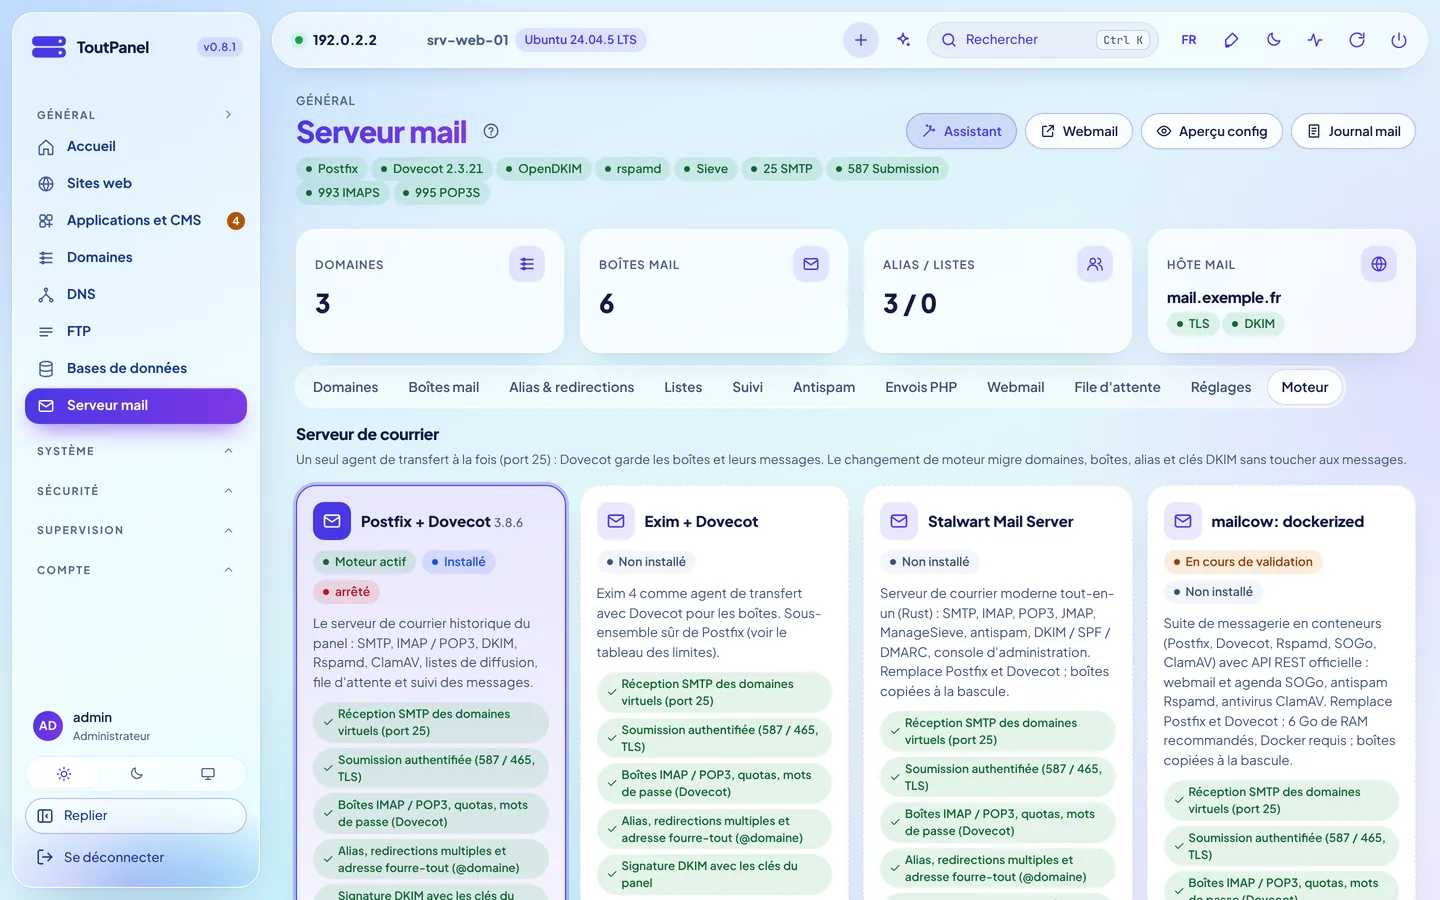 ToutPanel
v0.8.1
GÉNÉRAL
Accueil
Sites web
Applications et CMS
4
Domaines
DNS
FTP
Bases de données
Serveur mail
SYSTÈME
SÉCURITÉ
SUPERVISION
COMPTE
AD
admin
Administrateur
Replier
Se déconnecter
192.0.2.2
srv-web-01
Ubuntu 24.04.5 LTS
Rechercher
Ctrl K
FR
GÉNÉRAL
Serveur mail
Assistant
Webmail
Aperçu config
Journal mail
Postfix
Dovecot 2.3.21
OpenDKIM
rspamd
Sieve
25 SMTP
587 Submission
993 IMAPS
995 POP3S
DOMAINES
3
BOÎTES MAIL
6
ALIAS / LISTES
3 / 0
HÔTE MAIL
mail.exemple.fr
TLS
DKIM
Domaines
Boîtes mail
Alias & redirections
Listes
Suivi
Antispam
Envois PHP
Webmail
File d'attente
Réglages
Moteur
Serveur de courrier
Un seul agent de transfert à la fois (port 25) : Dovecot garde les boîtes et leurs messages. Le changement de moteur migre domaines, boîtes, alias et clés DKIM sans toucher aux messages.
Postfix + Dovecot 3.8.6
Moteur actif
Installé
arrêté
Le serveur de courrier historique du
panel : SMTP, IMAP / POP3, DKIM,
Rspamd, ClamAV, listes de diffusion,
file d'attente et suivi des messages.
Réception SMTP des domaines
virtuels (port 25)
Soumission authentifiée (587 / 465,
TLS)
Boîtes IMAP / POP3, quotas, mots
de passe (Dovecot)
Alias, redirections multiples et
adresse fourre-tout (@domaine)
Signature DKIM avec les clés du
Exim + Dovecot
Non installé
Exim 4 comme agent de transfert
avec Dovecot pour les boîtes. Sous-
ensemble sûr de Postfix (voir le
tableau des limites).
Réception SMTP des domaines
virtuels (port 25)
Soumission authentifiée (587 / 465,
TLS)
Boîtes IMAP / POP3, quotas, mots
de passe (Dovecot)
Alias, redirections multiples et
adresse fourre-tout (@domaine)
Signature DKIM avec les clés du
panel
Stalwart Mail Server
Non installé
Serveur de courrier moderne tout-en-
un (Rust) : SMTP, IMAP, POP3, JMAP,
ManageSieve, antispam, DKIM / SPF /
DMARC, console d'administration.
Remplace Postfix et Dovecot ; boîtes
copiées à la bascule.
Réception SMTP des domaines
virtuels (port 25)
Soumission authentifiée (587 / 465,
TLS)
Boîtes IMAP / POP3, quotas, mots
de passe (Dovecot)
Alias, redirections multiples et
adresse fourre-tout (@domaine)
mailcow: dockerized
En cours de validation
Non installé
Suite de messagerie en conteneurs
(Postfix, Dovecot, Rspamd, SOGo,
ClamAV) avec API REST officielle :
webmail et agenda SOGo, antispam
Rspamd, antivirus ClamAV. Remplace
Postfix et Dovecot ; 6 Go de RAM
recommandés, Docker requis ; boîtes
copiées à la bascule.
Réception SMTP des domaines
virtuels (port 25)
Soumission authentifiée (587 / 465,
TLS)
Boîtes IMAP / POP3, quotas, mots
de passe (Dovecot)